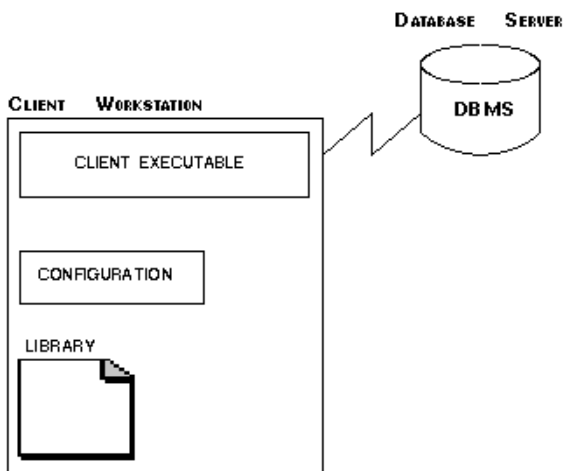 DATABASE SERVER
DBMS
CLIENT WORKSTATION
CLIENT EXECUTABLE
CONFIGURATION
LIBRARY